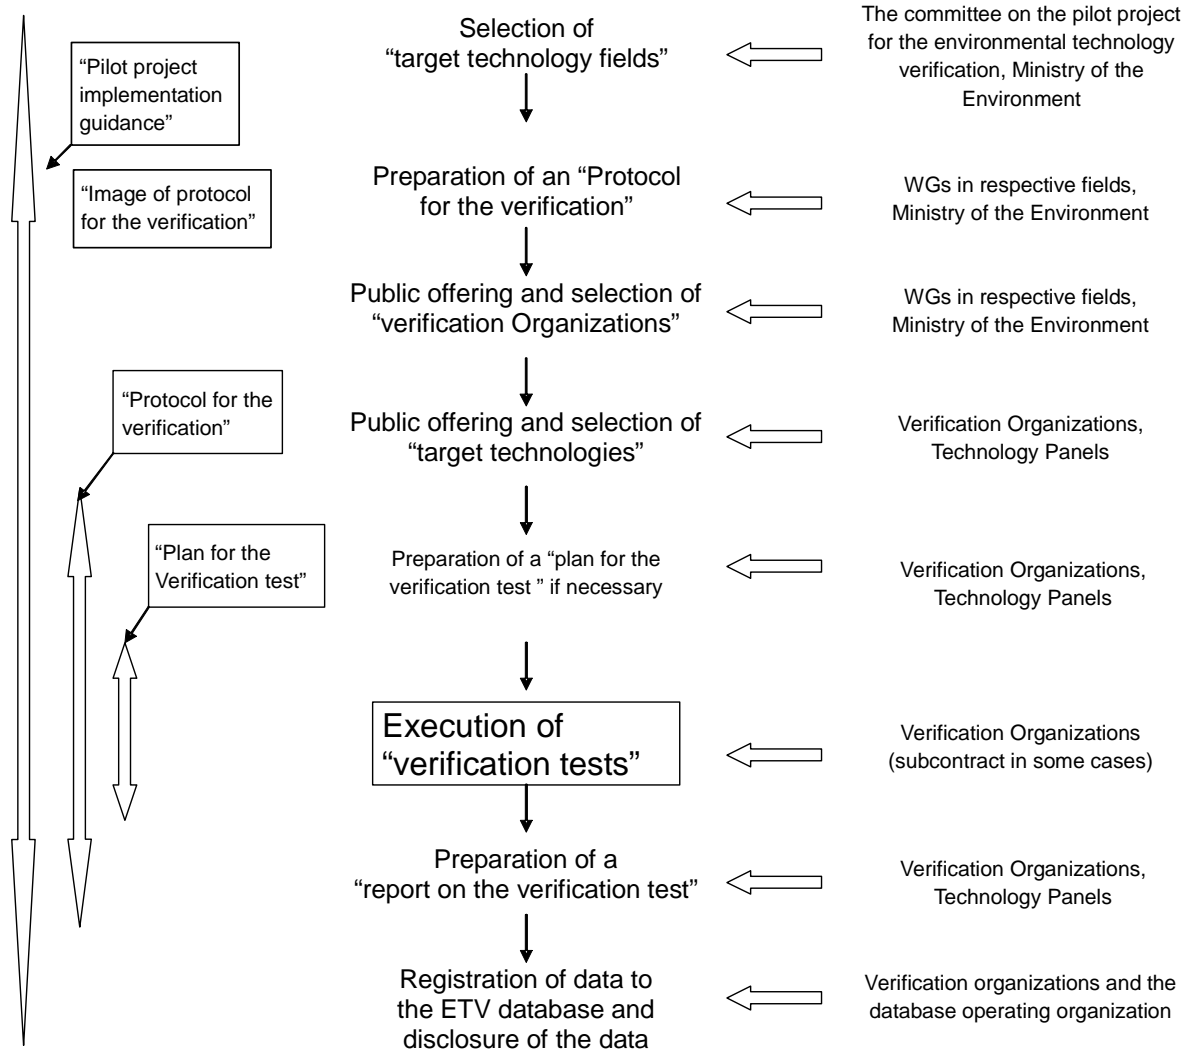 Selection of
“target technology fields”
The committee on the pilot project
for the environmental technology
verification, Ministry of the
Environment
“Pilot project
implementation
guidance”
“Image of protocol
for the verification”
Preparation of an “Protocol
for the verification”
WGs in respective fields,
Ministry of the Environment
Public offering and selection of
“verification Organizations”
WGs in respective fields,
Ministry of the Environment
“Protocol for the
verification”
Public offering and selection of
“target technologies”
Verification Organizations,
Technology Panels
“Plan for the
Verification test”
Preparation of a “plan for the
verification test ” if necessary
Verification Organizations,
Technology Panels
Execution of
“verification tests”
Verification Organizations
(subcontract in some cases)
Preparation of a
“report on the verification test”
Verification Organizations,
Technology Panels
Registration of data to
the ETV database and
disclosure of the data
Verification organizations and the
database operating organization